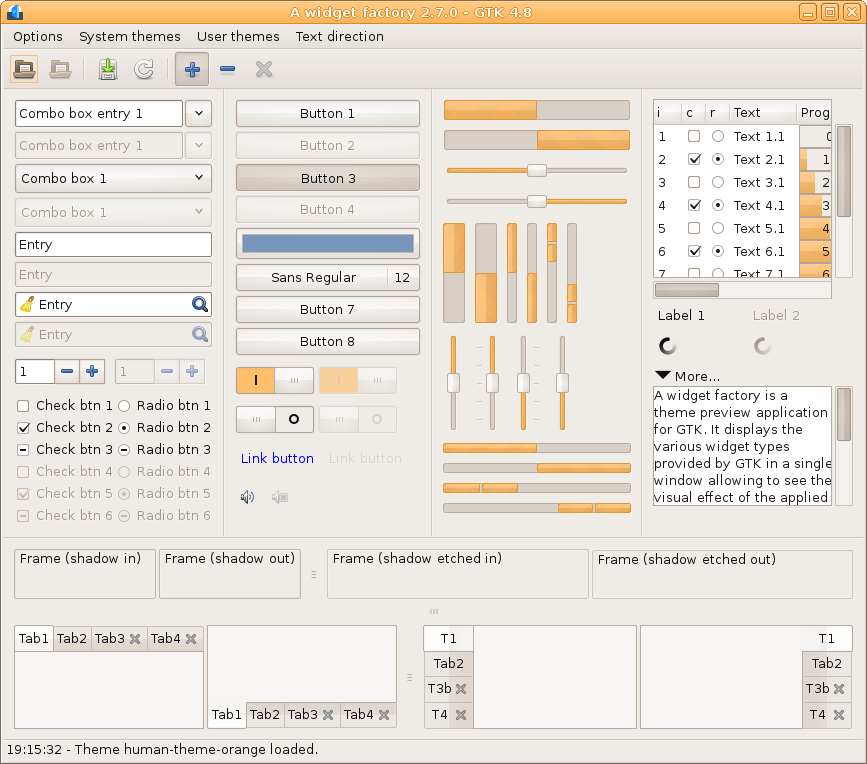 A widget factory 2.7.0 - GTK 4.8
Options System themes User themes Text direction
Combo box entry 1
Combo box entry 1
Combo box 1
Combo box 1
Entry
Entry
Entry
Entry
1 1
Check btn 1 Radio btn 1
Check btn 2 Radio btn 2
Check btn 3 Radio btn 3
Check btn 4 Radio btn 4
Check btn 5 Radio btn 5
Check btn 6 Radio btn 6
Button 1
Button 2
Button 3
Button 4
Sans Regular 12
Button 7
Button 8
Link button Link button
i c r Text Prog
1 Text 1.1 0
2 Text 2.1 1
3 Text 3.1 2
4 Text 4.1 3
5 Text 5.1 4
6 Text 6.1 5
7 Text 7.1 6
Label 1 Label 2
More...
A widget factory is a
theme preview application
for GTK. It displays the
various widget types
provided by GTK in a single
window allowing to see the
visual effect of the applied
Frame (shadow in) Frame (shadow out) Frame (shadow etched in) Frame (shadow etched out)
Tab1 Tab2 Tab3 Tab4
Tab1 Tab2 Tab3 Tab4
T1
Tab2
T3b
T4
T1
Tab2
T3b
T4
19:15:32 - Theme human-theme-orange loaded.